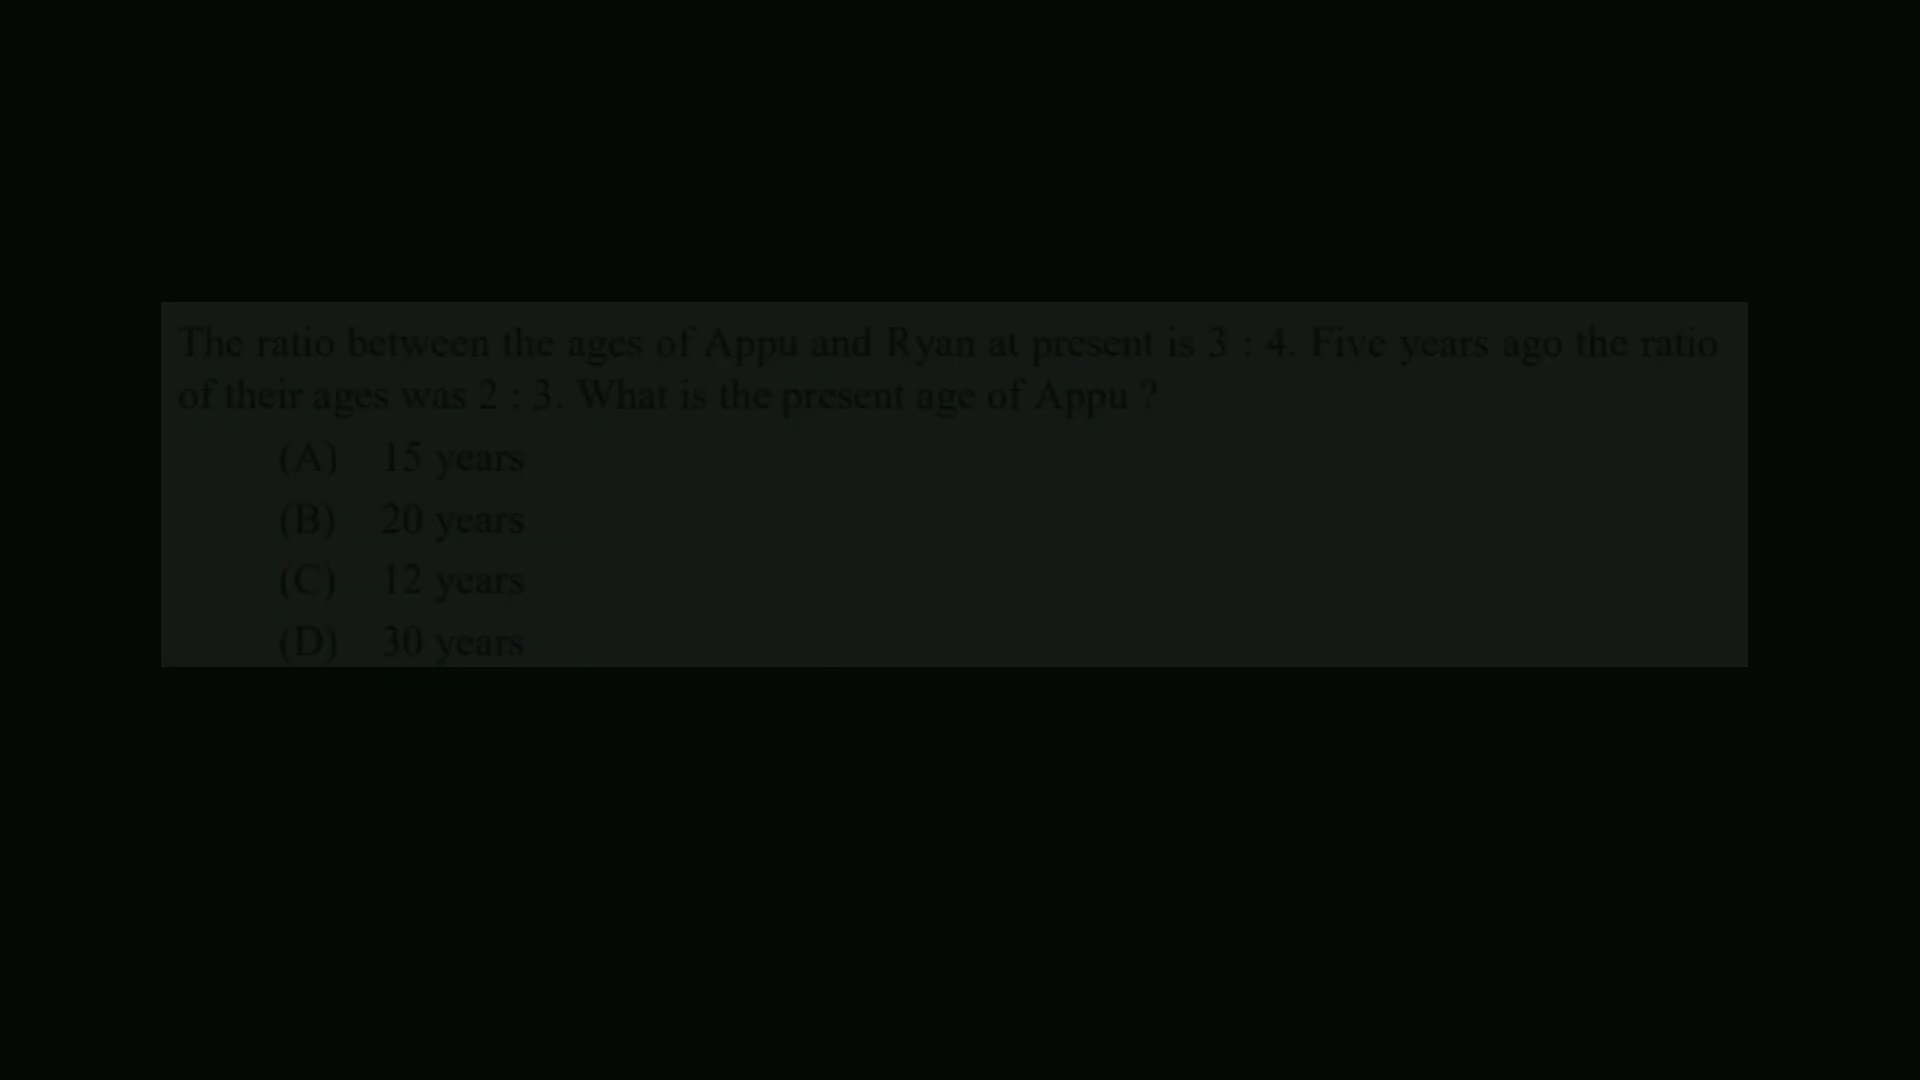 The ratio between the ages of Appu and Ryan at present is 3 : 4. Five years ago the ratio
of their ages was 2 : 3. What is the present age of Appu ?
(A) 15 years
(B) 20 years
(C) 12 years
(D) 30 years